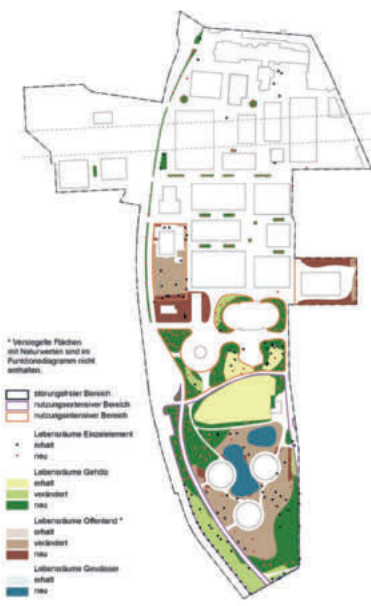 * Versiegelte Flächen
mit Naturwerten sind im
Funktionsdiagramm nicht
enthalten.
störungsfreier Bereich
nutzungsextensiver Bereich
nutzungsintensiver Bereich
Lebensräume Einzelelement
erhalt
neu
Lebensräume Gehölz
erhalt
verändert
neu
Lebensräume Offenland *
erhalt
verändert
neu
Lebensräume Gewässer
erhalt
neu